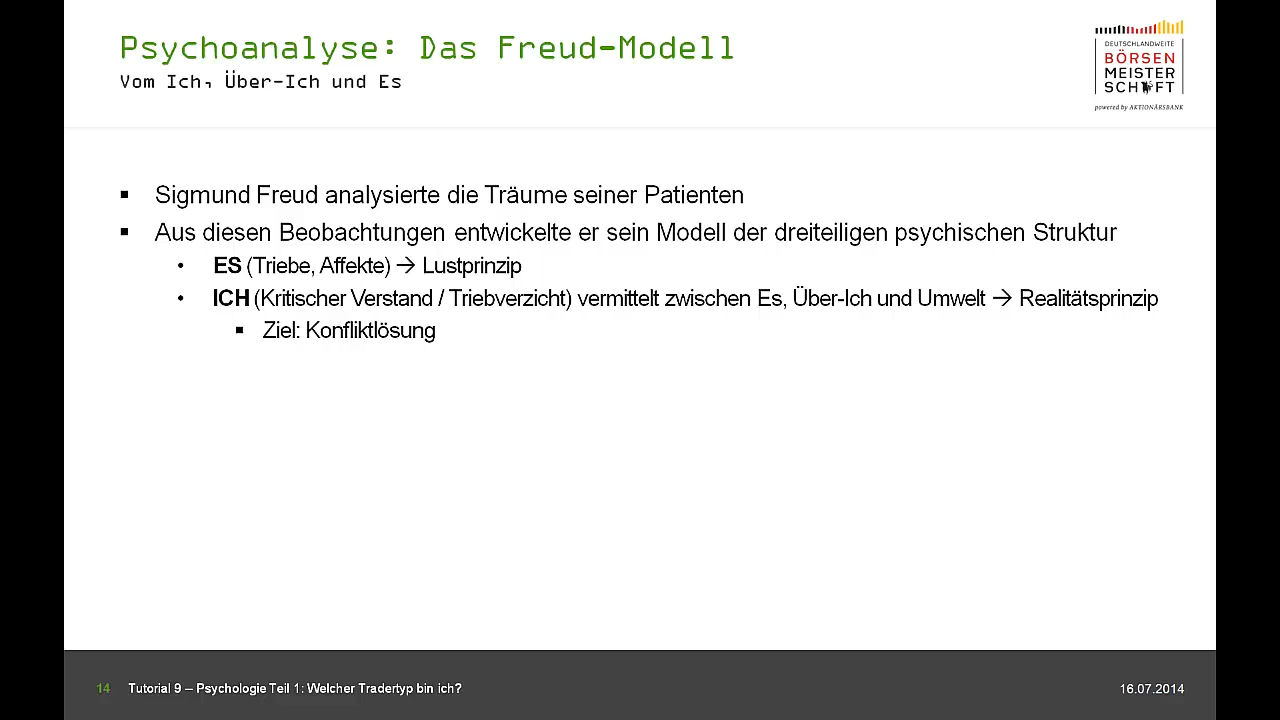 Psychoanalyse: Das Freud-Modell
Vom Ich, Über-Ich und Es
DEUTSCHLANDWEITE
BÖRSEN
MEISTER
SCHAFT
powered by AKTIONÄRSBANK
▪ Sigmund Freud analysierte die Träume seiner Patienten
▪ Aus diesen Beobachtungen entwickelte er sein Modell der dreiteiligen psychischen Struktur
• ES (Triebe, Affekte) → Lustprinzip
• ICH (Kritischer Verstand / Triebverzicht) vermittelt zwischen Es, Über-Ich und Umwelt → Realitätsprinzip
▪ Ziel: Konfliktlösung
14 Tutorial 9 – Psychologie Teil 1: Welcher Tradertyp bin ich? 16.07.2014